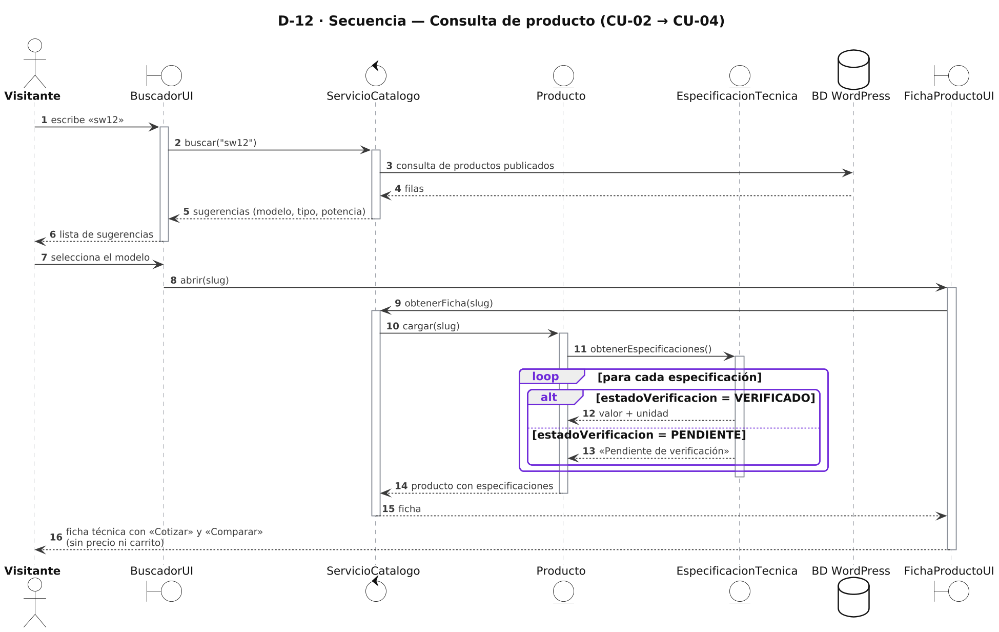 D-12 · Secuencia — Consulta de producto (CU-02 → CU-04)
Visitante
BuscadorUI
ServicioCatalogo
Producto
EspecificacionTecnica
BD WordPress
FichaProductoUI
1 escribe «sw12»
2 buscar("sw12")
3 consulta de productos publicados
4 filas
5 sugerencias (modelo, tipo, potencia)
6 lista de sugerencias
7 selecciona el modelo
8 abrir(slug)
9 obtenerFicha(slug)
10 cargar(slug)
11 obtenerEspecificaciones()
loop [para cada especificación]
alt [estadoVerificacion = VERIFICADO]
12 valor + unidad
[estadoVerificacion = PENDIENTE]
13 «Pendiente de verificación»
14 producto con especificaciones
15 ficha
16 ficha técnica con «Cotizar» y «Comparar»
(sin precio ni carrito)
Visitante
BuscadorUI
ServicioCatalogo
Producto
EspecificacionTecnica
BD WordPress
FichaProductoUI